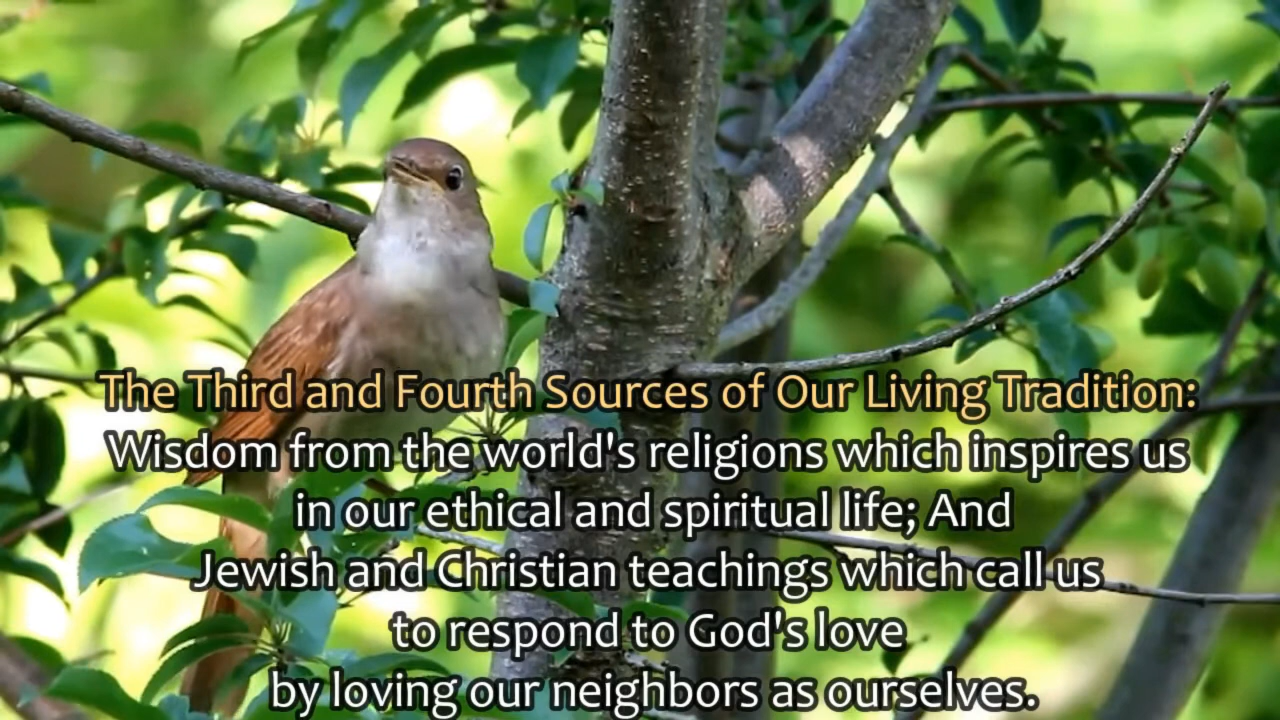 The Third and Fourth Sources of Our Living Tradition:
Wisdom from the world's religions which inspires us
in our ethical and spiritual life; And
Jewish and Christian teachings which call us
to respond to God's love
by loving our neighbors as ourselves.